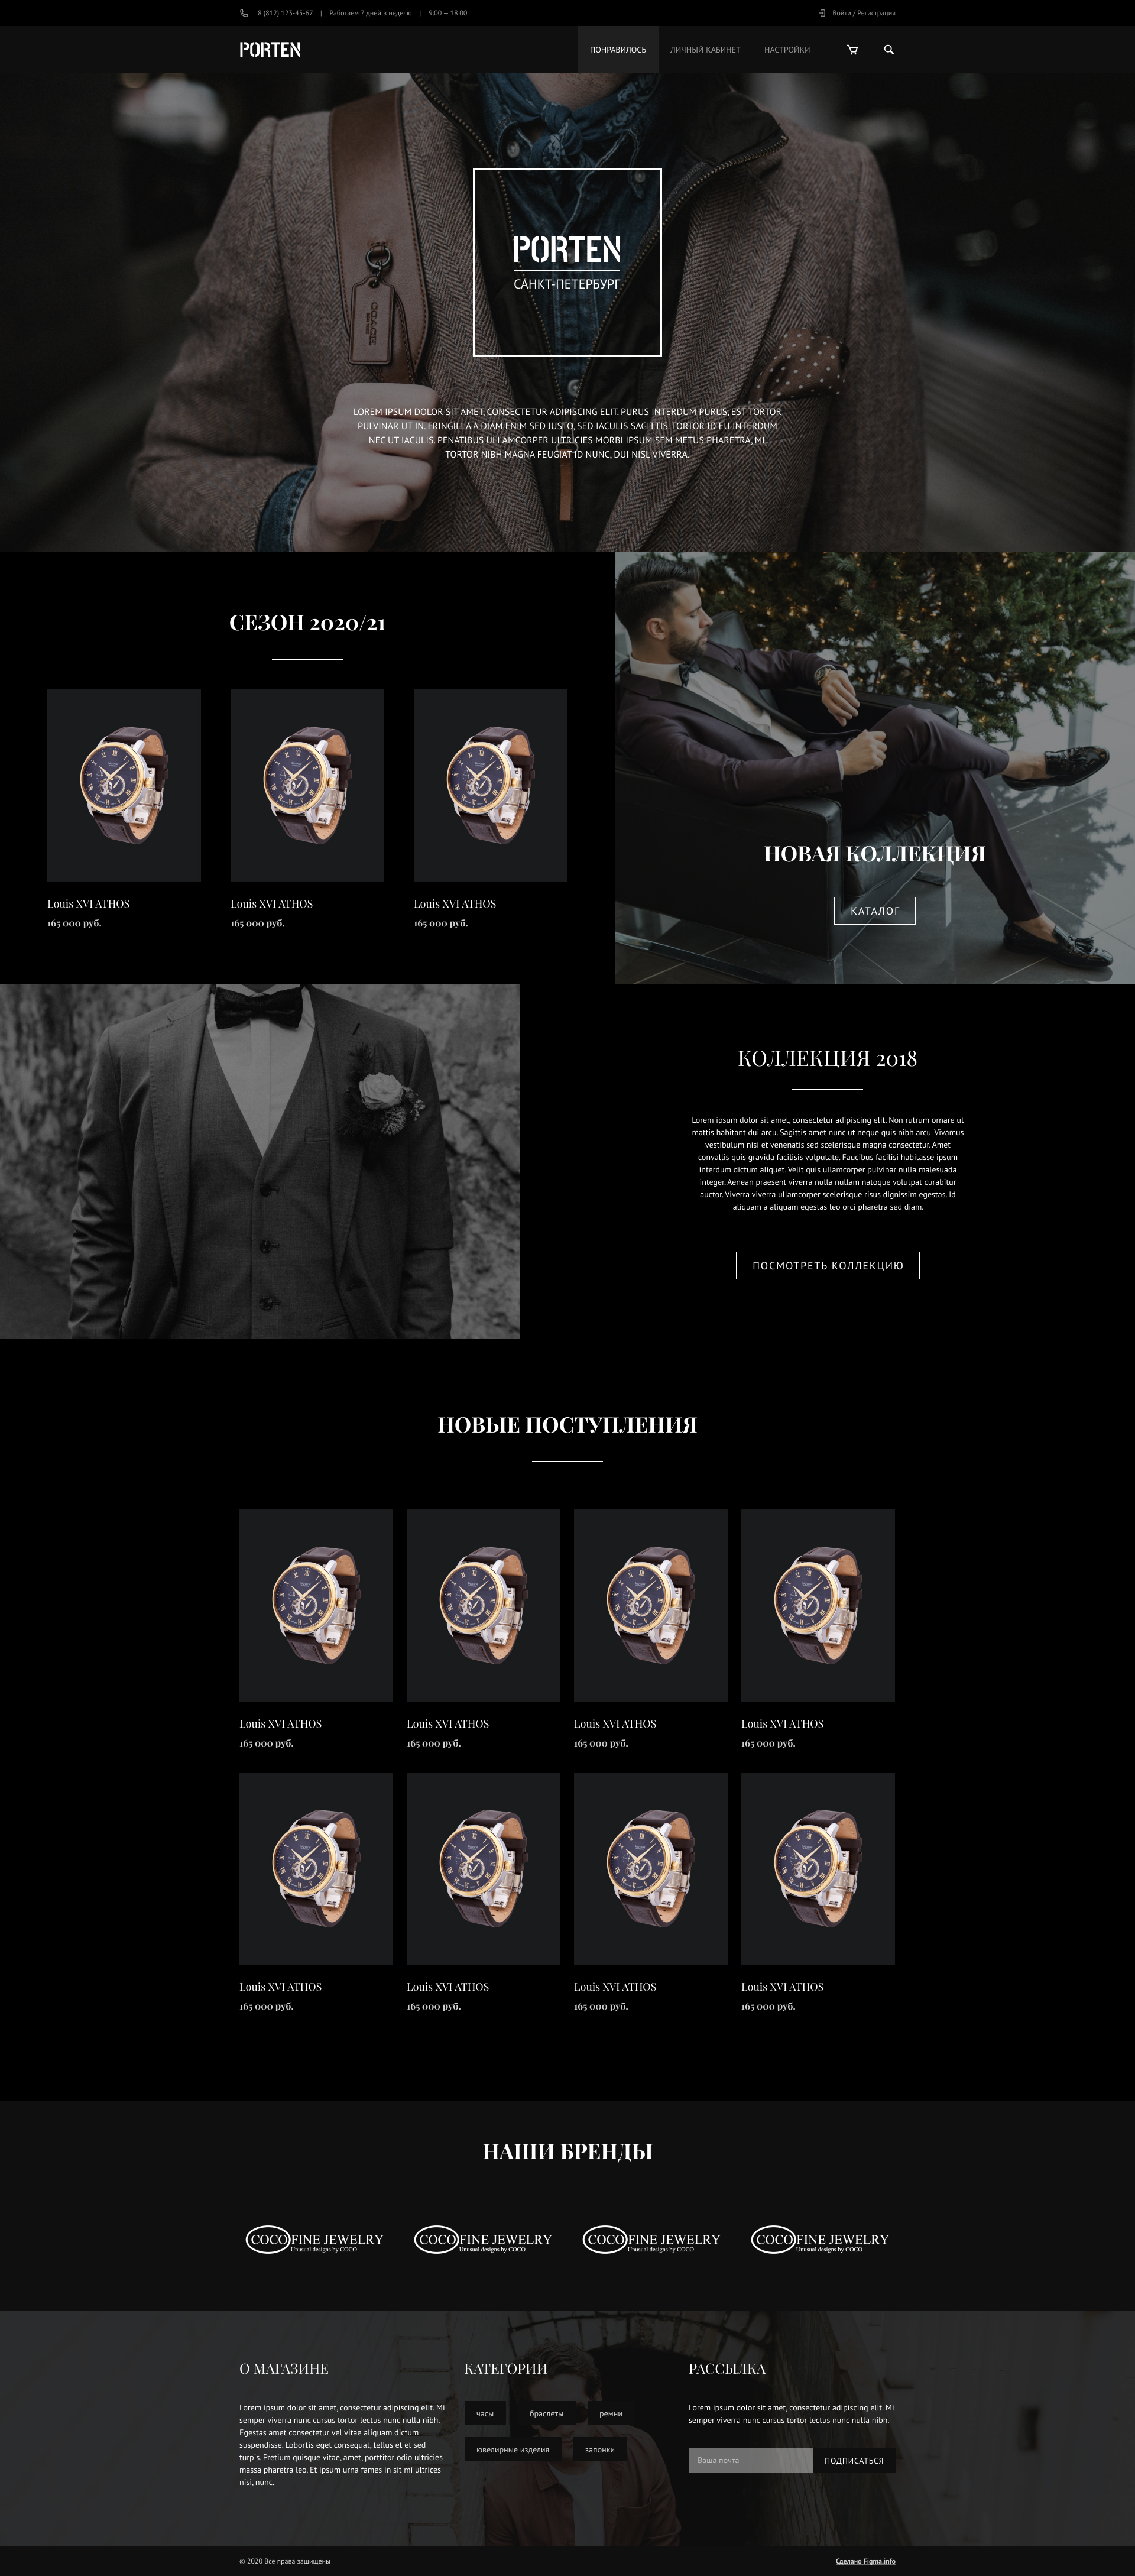 8 (812) 123-45-67 | Работаем 7 дней в неделю | 9:00 — 18:00
Войти / Регистрация
PORTEN
ПОНРАВИЛОСЬ
ЛИЧНЫЙ КАБИНЕТ
НАСТРОЙКИ
COACH
PORTEN
САНКТ-ПЕТЕРБУРГ
LOREM IPSUM DOLOR SIT AMET, CONSECTETUR ADIPISCING ELIT. PURUS INTERDUM PURUS, EST TORTOR
PULVINAR UT IN. FRINGILLA A DIAM ENIM SED JUSTO, SED IACULIS SAGITTIS. TORTOR ID EU INTERDUM
NEC UT IACULIS. PENATIBUS ULLAMCORPER ULTRICIES MORBI IPSUM SEM METUS PHARETRA, MI.
TORTOR NIBH MAGNA FEUGIAT ID NUNC, DUI NISL VIVERRA.
СЕЗОН 2020/21
Louis XVI ATHOS
165 000 руб.
Louis XVI ATHOS
165 000 руб.
Louis XVI ATHOS
165 000 руб.
НОВАЯ КОЛЛЕКЦИЯ
КАТАЛОГ
КОЛЛЕКЦИЯ 2018
Lorem ipsum dolor sit amet, consectetur adipiscing elit. Non rutrum ornare ut
mattis habitant dui arcu. Sagittis amet nunc ut neque quis nibh arcu. Vivamus
vestibulum nisi et venenatis sed scelerisque magna consectetur. Amet
convallis quis gravida facilisis vulputate. Faucibus facilisi habitasse ipsum
interdum dictum aliquet. Velit quis ullamcorper pulvinar nulla malesuada
integer. Aenean praesent viverra nulla nullam natoque volutpat curabitur
auctor. Viverra viverra ullamcorper scelerisque risus dignissim egestas. Id
aliquam a aliquam egestas leo orci pharetra sed diam.
ПОСМОТРЕТЬ КОЛЛЕКЦИЮ
НОВЫЕ ПОСТУПЛЕНИЯ
Louis XVI ATHOS
165 000 руб.
Louis XVI ATHOS
165 000 руб.
Louis XVI ATHOS
165 000 руб.
Louis XVI ATHOS
165 000 руб.
Louis XVI ATHOS
165 000 руб.
Louis XVI ATHOS
165 000 руб.
Louis XVI ATHOS
165 000 руб.
Louis XVI ATHOS
165 000 руб.
НАШИ БРЕНДЫ
COCO FINE JEWELRY
Unusual designs by COCO
COCO FINE JEWELRY
Unusual designs by COCO
COCO FINE JEWELRY
Unusual designs by COCO
COCO FINE JEWELRY
Unusual designs by COCO
О МАГАЗИНЕ
Lorem ipsum dolor sit amet, consectetur adipiscing elit. Mi
semper viverra nunc cursus tortor lectus nunc nulla nibh.
Egestas amet consectetur vel vitae aliquam dictum
suspendisse. Lobortis eget consequat, tellus et et sed
turpis. Pretium quisque vitae, amet, porttitor odio ultricies
massa pharetra leo. Et ipsum urna fames in sit mi ultrices
nisi, nunc.
КАТЕГОРИИ
часы
браслеты
ремни
ювелирные изделия
запонки
РАССЫЛКА
Lorem ipsum dolor sit amet, consectetur adipiscing elit. Mi
semper viverra nunc cursus tortor lectus nunc nulla nibh.
Ваша почта
ПОДПИСАТЬСЯ
© 2020 Все права защищены
Сделано Figma.info